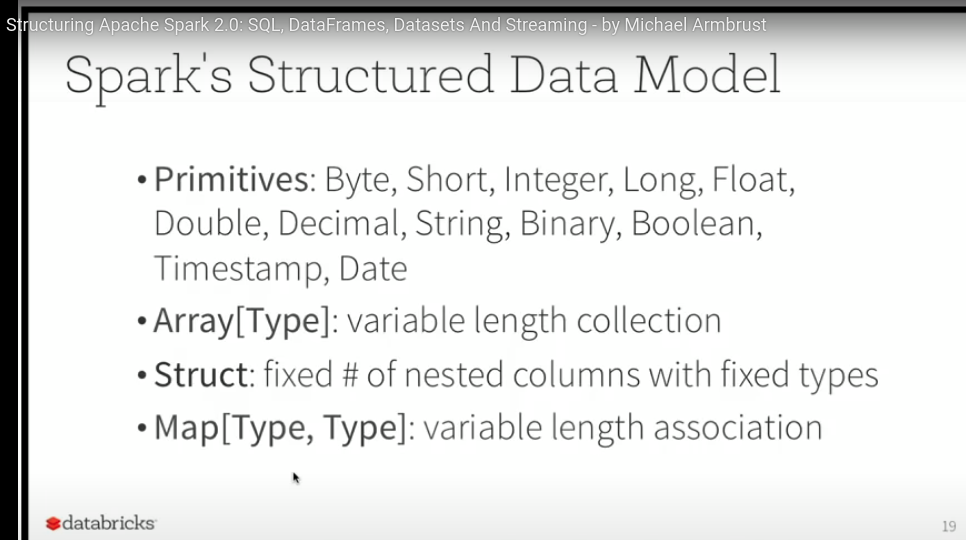 Structuring Apache Spark 2.0: SQL, DataFrames, Datasets And Streaming - by Michael Armbrust
Spark's Structured Data Model
• Primitives: Byte, Short, Integer, Long, Float,
Double, Decimal, String, Binary, Boolean,
Timestamp, Date
• Array[Type]: variable length collection
• Struct: fixed # of nested columns with fixed types
• Map[Type, Type]: variable length association
databricks
19